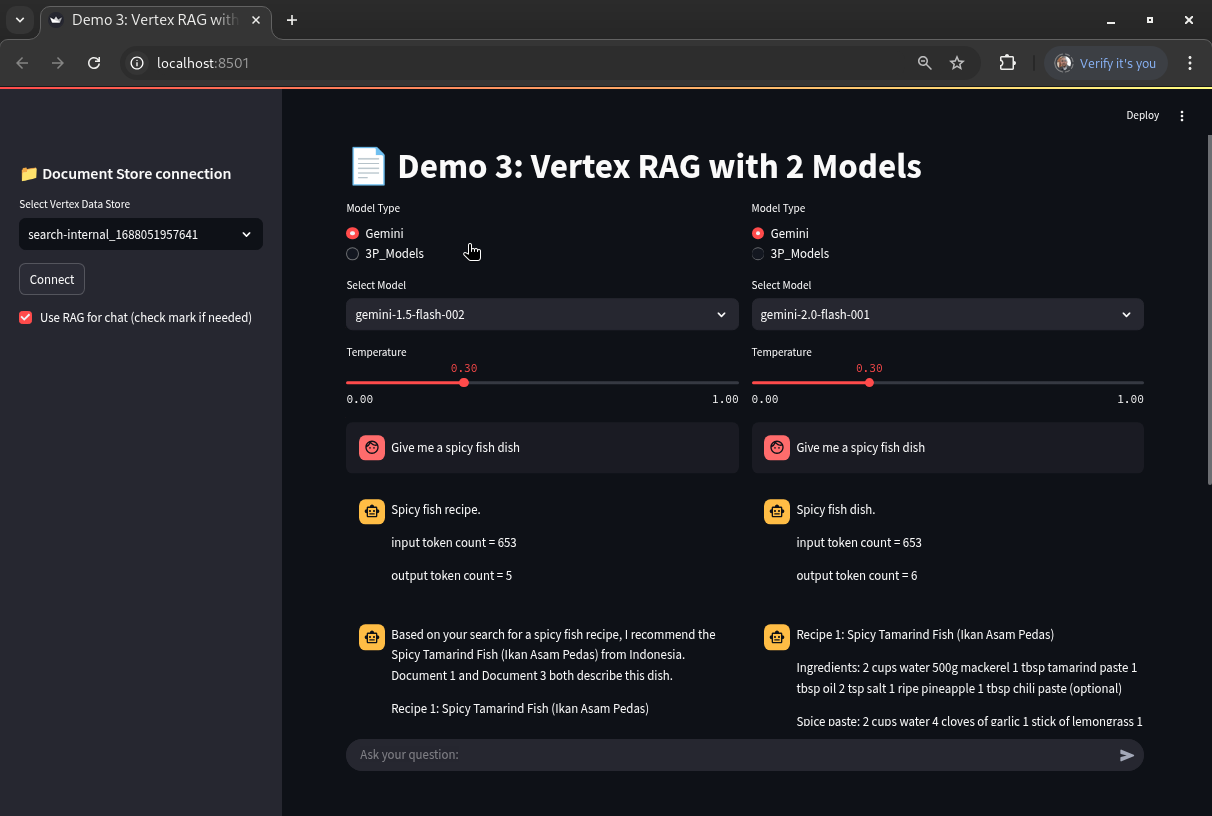 Demo 3: Vertex RAG with
localhost:8501
Verify it's you
Deploy
Document Store connection
Select Vertex Data Store
search-internal_1688051957641
Connect
Use RAG for chat (check mark if needed)
Demo 3: Vertex RAG with 2 Models
Model Type
Gemini
3P_Models
Select Model
gemini-1.5-flash-002
Temperature
0.30
0.00 1.00
Give me a spicy fish dish
Spicy fish recipe.
input token count = 653
output token count = 5
Based on your search for a spicy fish recipe, I recommend the
Spicy Tamarind Fish (Ikan Asam Pedas) from Indonesia.
Document 1 and Document 3 both describe this dish.
Recipe 1: Spicy Tamarind Fish (Ikan Asam Pedas)
Model Type
Gemini
3P_Models
Select Model
gemini-2.0-flash-001
Temperature
0.30
0.00 1.00
Give me a spicy fish dish
Spicy fish dish.
input token count = 653
output token count = 6
Recipe 1: Spicy Tamarind Fish (Ikan Asam Pedas)
Ingredients: 2 cups water 500g mackerel 1 tbsp tamarind paste 1
tbsp oil 2 tsp salt 1 ripe pineapple 1 tbsp chili paste (optional)
Spice paste: 2 cups water 4 cloves of garlic 1 stick of lemongrass 1
Ask your question: